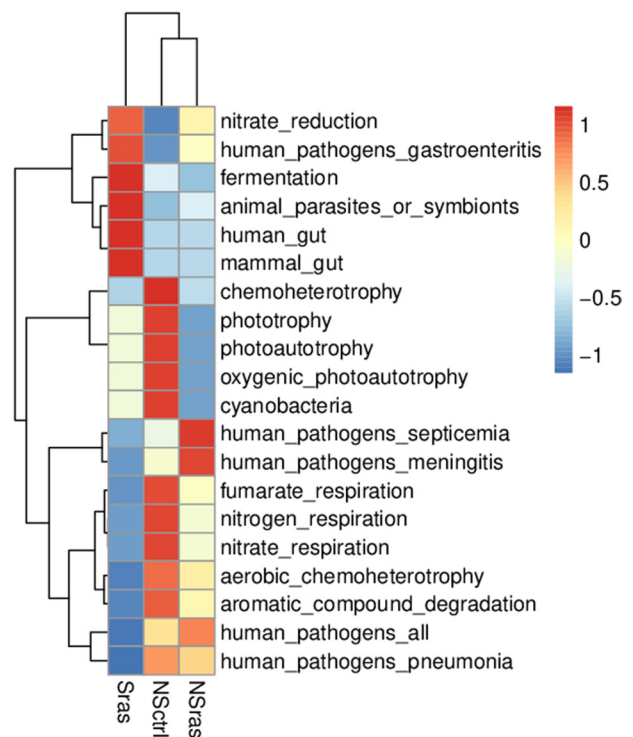 nitrate_reduction
human_pathogens_gastroenteritis
fermentation
animal_parasites_or_symbionts
human_gut
mammal_gut
chemoheterotrophy
phototrophy
photoautotrophy
oxygenic_photoautotrophy
cyanobacteria
human_pathogens_septicemia
human_pathogens_meningitis
fumarate_respiration
nitrogen_respiration
nitrate_respiration
aerobic_chemoheterotrophy
aromatic_compound_degradation
human_pathogens_all
human_pathogens_pneumonia
1
0.5
0
−0.5
−1
Sras
NSctrl
NSras